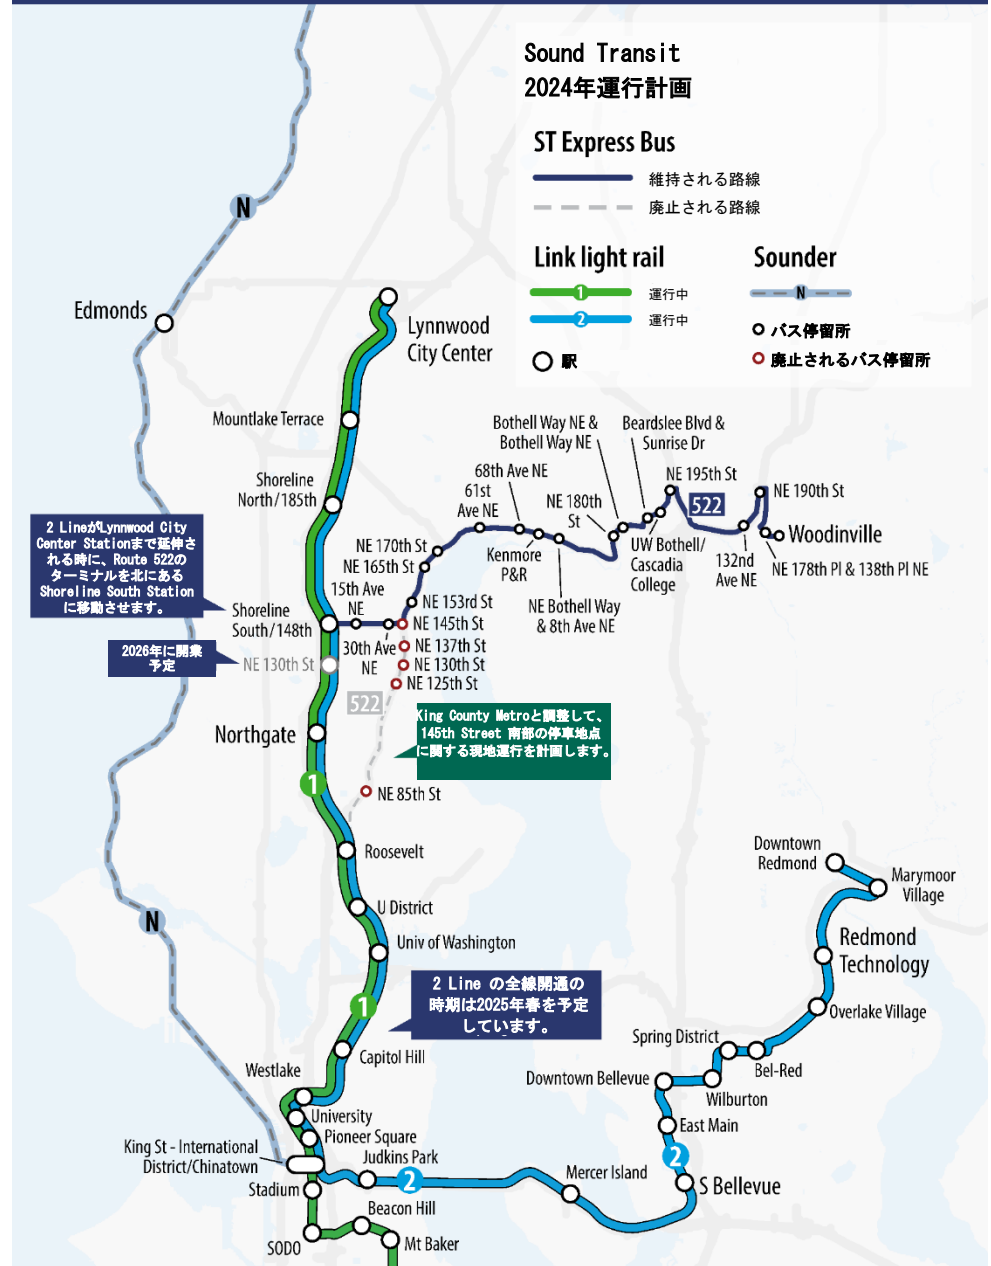 Sound Transit
2024年運行計画
ST Express Bus
維持される路線
廃止される路線
Link light rail
1
運行中
2
運行中
駅
Sounder
N
バス停留所
廃止されるバス停留所
N
Edmonds
Lynnwood
City Center
Mountlake Terrace
Shoreline
North/185th
2 LineがLynnwood City
Center Stationまで延伸さ
れる時に、Route 522の
ターミナルを北にある
Shoreline South Station
に移動させます。
Shoreline
South/148th
2026年に開業
予定
NE 130th St
Bothell Way NE &
Bothell Way NE
Beardslee Blvd &
Sunrise Dr
68th Ave NE
61st
Ave NE
NE 180th
St
NE 195th St
522
NE 190th St
Woodinville
NE 170th St
NE 165th St
Kenmore
P&R
UW Bothell/
Cascadia
College
132nd
Ave NE
NE 178th Pl & 138th Pl NE
15th Ave
NE
NE 153rd St
NE Bothell Way
& 8th Ave NE
NE 145th St
30th Ave
NE
NE 137th St
NE 130th St
NE 125th St
522
King County Metroと調整して、
145th Street 南部の停車地点
に関する現地運行を計画します。
Northgate
1
NE 85th St
Roosevelt
U District
N
Univ of Washington
2 Line の全線開通の
時期は2025年春を予定
しています。
1
Capitol Hill
Downtown
Redmond
Marymoor
Village
Redmond
Technology
Overlake Village
Spring District
Bel-Red
Downtown Bellevue
Wilburton
East Main
2
S Bellevue
Westlake
University
Pioneer Square
King St - International
District/Chinatown
Judkins Park
2
Mercer Island
Stadium
Beacon Hill
SODO
Mt Baker